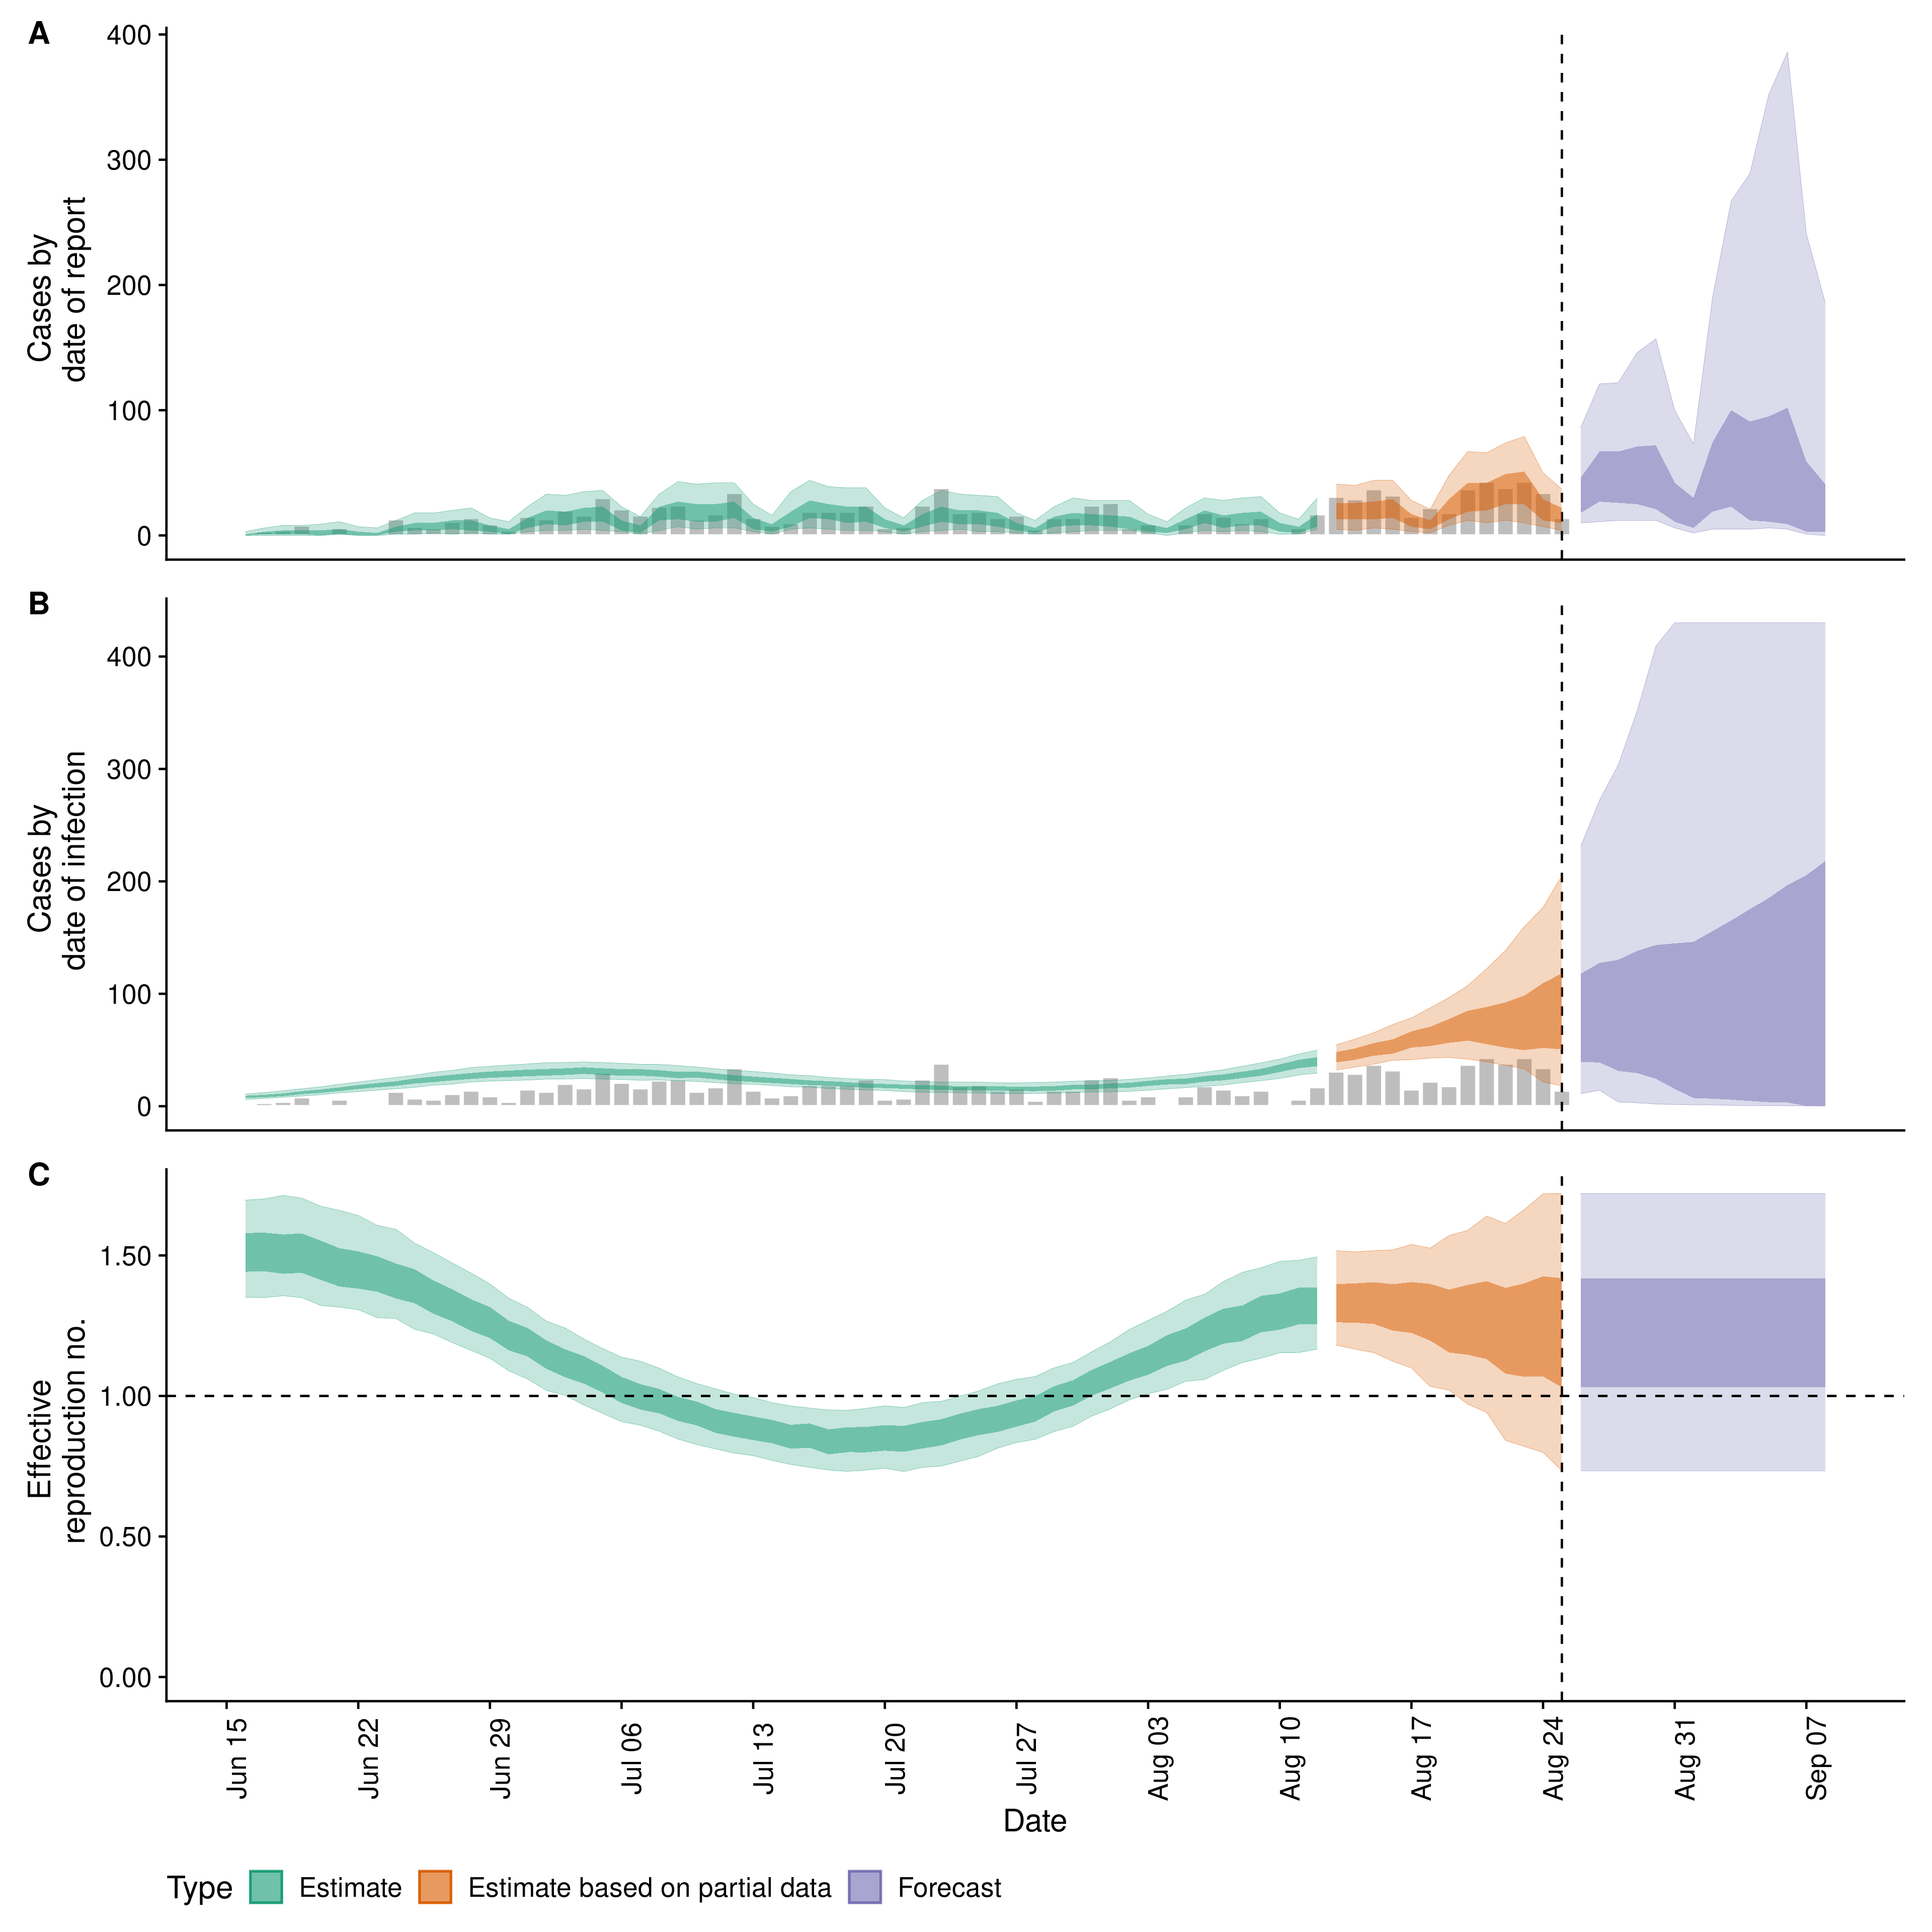 A
400
300
200
100
0
Cases by
date of report
B
400
300
200
100
0
Cases by
date of infection
C
1.50
1.00
0.50
0.00
Effective
reproduction no.
Jun 15
Jun 22
Jun 29
Jul 06
Jul 13
Jul 20
Jul 27
Aug 03
Aug 10
Aug 17
Aug 24
Aug 31
Sep 07
Date
Type Estimate Estimate based on partial data Forecast